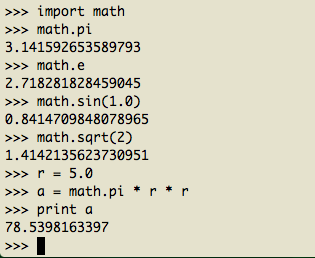 >>> import math
>>> math.pi
3.141592653589793
>>> math.e
2.718281828459045
>>> math.sin(1.0)
0.8414709848078965
>>> math.sqrt(2)
1.4142135623730951
>>> r = 5.0
>>> a = math.pi * r * r
>>> print a
78.5398163397
>>>